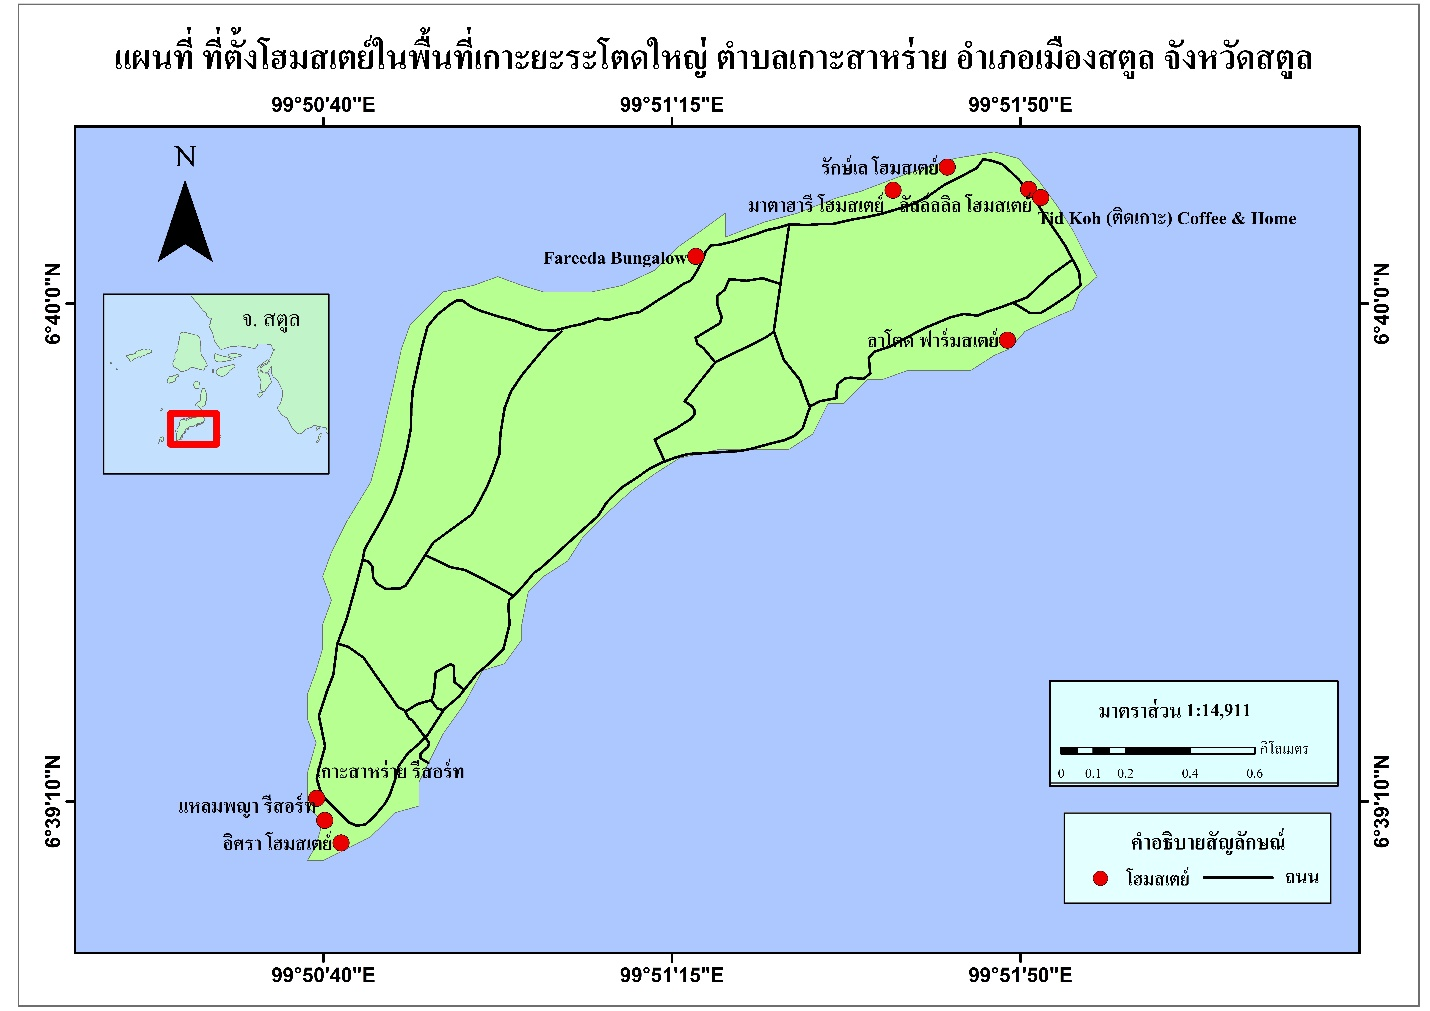 แผนที่ ที่ตั้งโฮมสเตย์ในพื้นที่เกาะยะระโตดใหญ่ ตำบลเกาะสาหร่าย อำเภอเมืองสตูล จังหวัดสตูล
99°50'40"E 99°51'15"E 99°51'50"E
N
รักษ์เล โฮมสเตย์
มาตาฮารี โฮมสเตย์ ลัลล์ลลิล โฮมสเตย์
Tid Koh (ติดเกาะ) Coffee & Home
Fareeda Bungalow
6°40'0"N 6°40'0"N
จ. สตูล
ลาโตด ฟาร์มสเตย์
มาตราส่วน 1:14,911
กิโลเมตร
0 0.1 0.2 0.4 0.6
เกาะสาหร่าย รีสอร์ท
แหลมพญา รีสอร์ท
6°39'10"N 6°39'10"N
อิศรา โฮมสเตย์
คำอธิบายสัญลักษณ์
โฮมสเตย์ ถนน
99°50'40"E 99°51'15"E 99°51'50"E